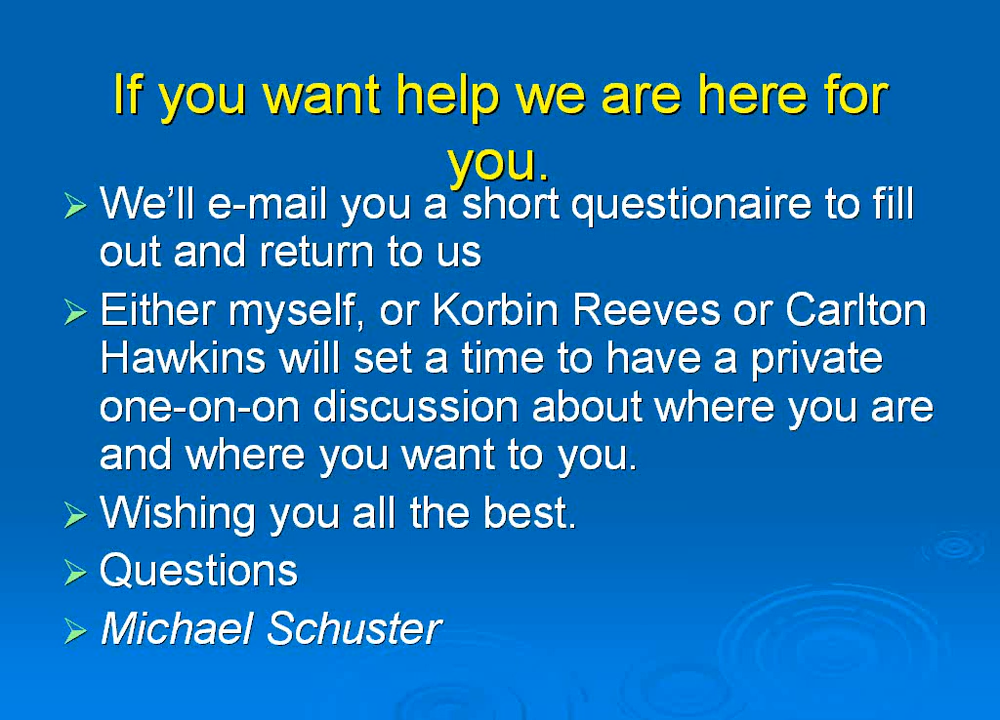 If you want help we are here for
you.
We’ll e-mail you a short questionaire to fill
out and return to us
Either myself, or Korbin Reeves or Carlton
Hawkins will set a time to have a private
one-on-on discussion about where you are
and where you want to you.
Wishing you all the best.
Questions
Michael Schuster